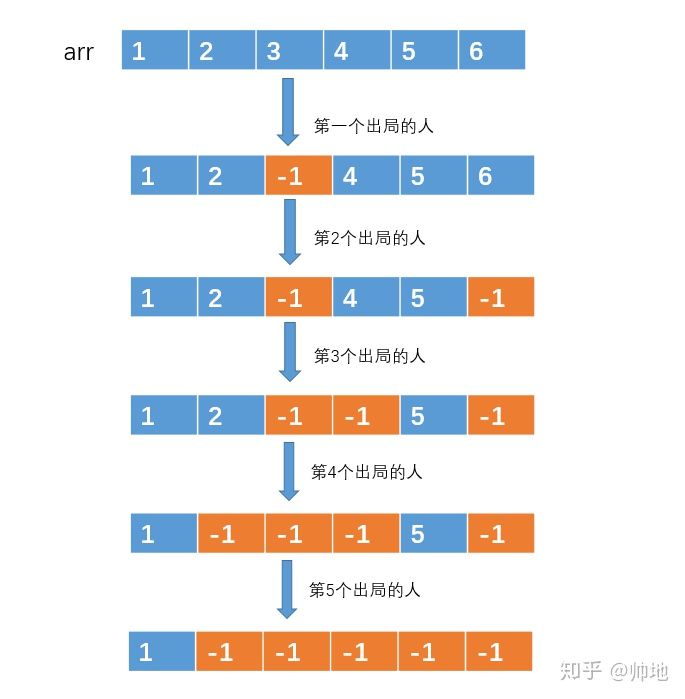 arr 1 2 3 4 5 6
第一个出局的人
1 2 -1 4 5 6
第2个出局的人
1 2 -1 4 5 -1
第3个出局的人
1 2 -1 -1 5 -1
第4个出局的人
1 -1 -1 -1 5 -1
第5个出局的人
1 -1 -1 -1 -1 -1
知乎 @帅地